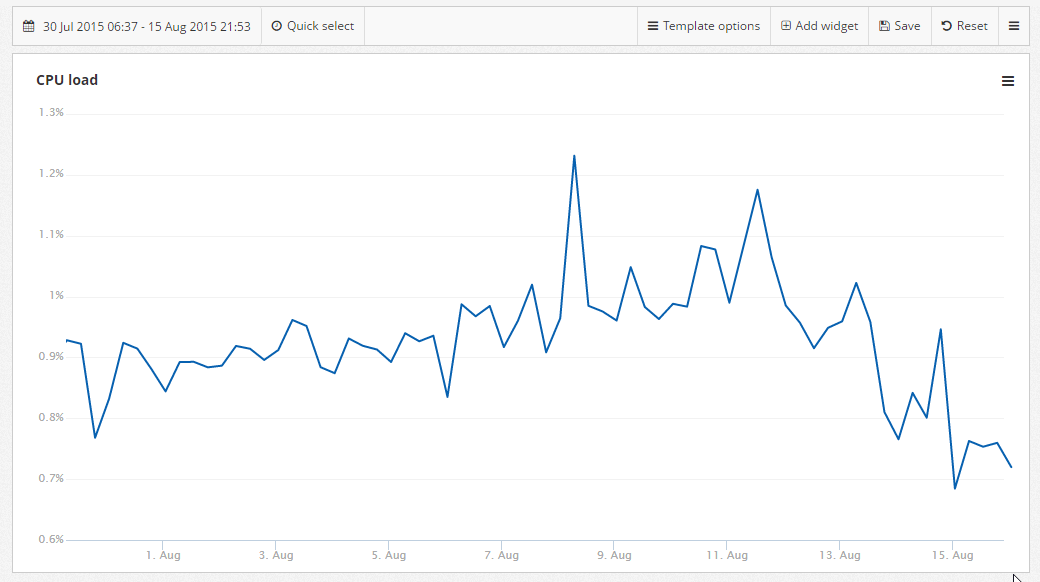 30 Jul 2015 06:37 - 15 Aug 2015 21:53 Quick select Template options Add widget Save Reset
CPU load
1.3%
1.2%
1.1%
1%
0.9%
0.8%
0.7%
0.6%
1. Aug 3. Aug 5. Aug 7. Aug 9. Aug 11. Aug 13. Aug 15. Aug